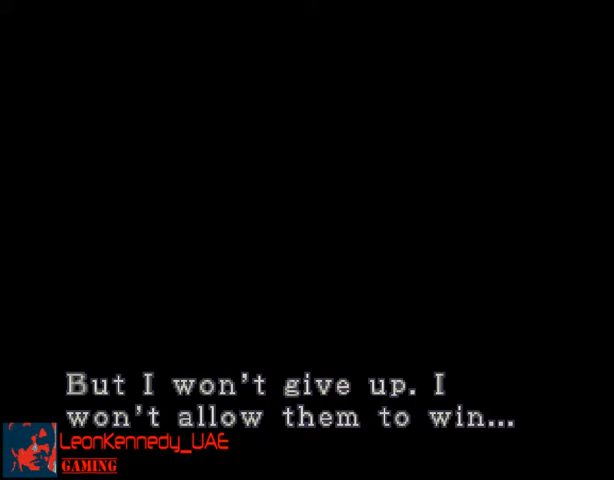 But I won't give up. I
won't allow them to win...
LeonKennedy_UAE
GAMING